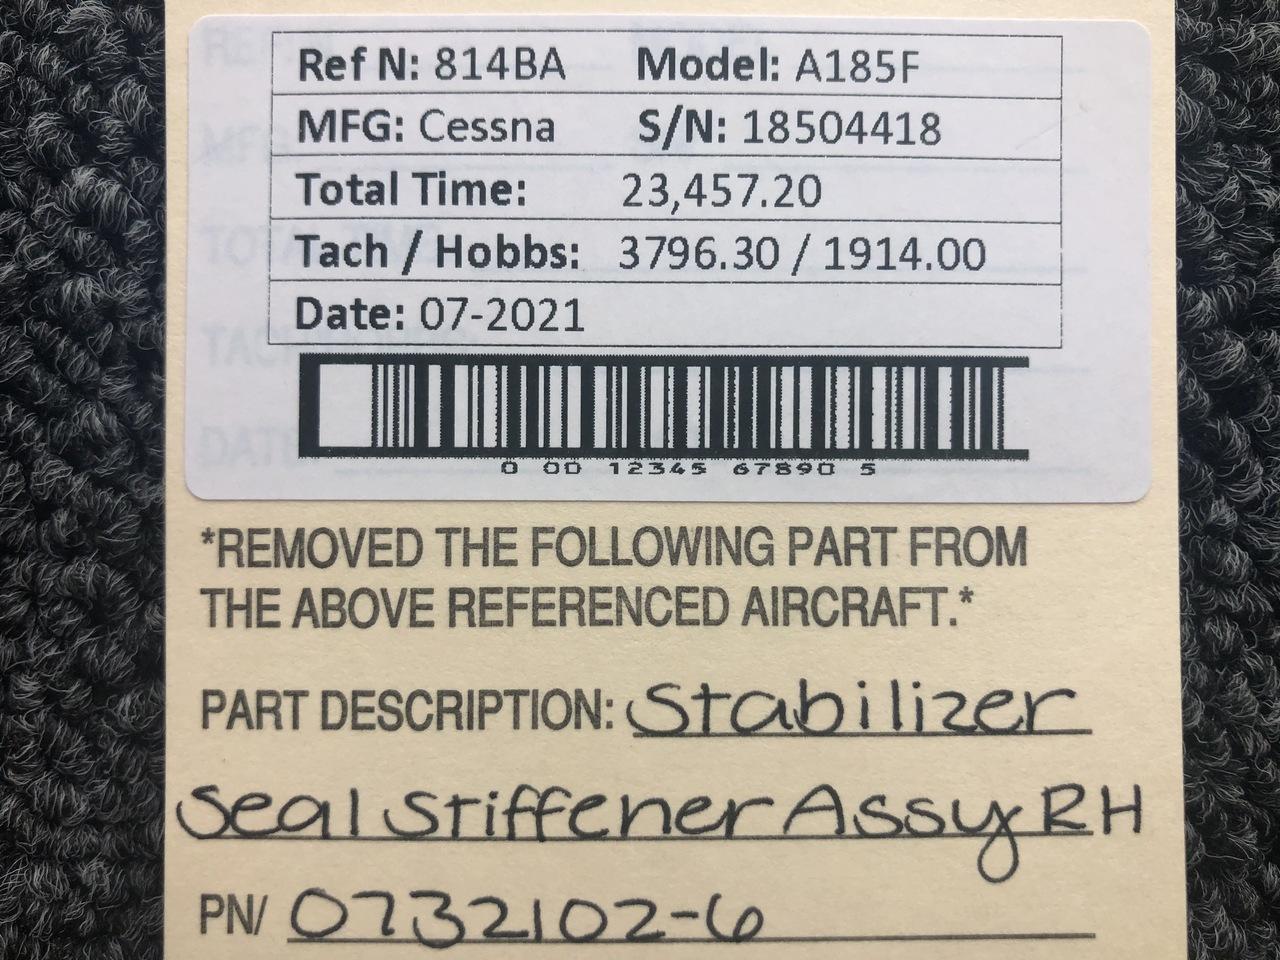 Ref N: 814BA Model: A185F
MFG: Cessna S/N: 18504418
Total Time: 23,457.20
Tach / Hobbs: 3796.30 / 1914.00
Date: 07-2021
0 00 12345 67890 5
*REMOVED THE FOLLOWING PART FROM
THE ABOVE REFERENCED AIRCRAFT.*
PART DESCRIPTION: Stabilizer
Seal Stiffener Assy RH
PN/ 0732102-6